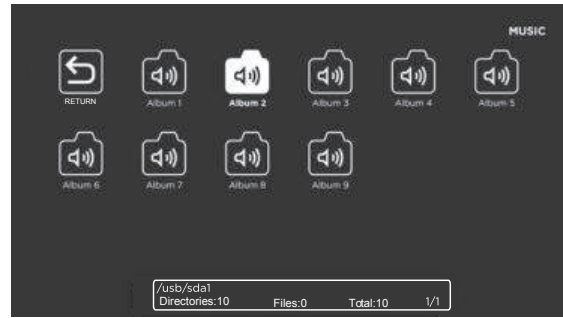 MUSIC
RETURN
Album 1
Album 2
Album 3
Album 4
Album 5
Album 6
Album 7
Album 8
Album 9
/usb/sda1
Directories:10 Files:0 Total:10 1/1